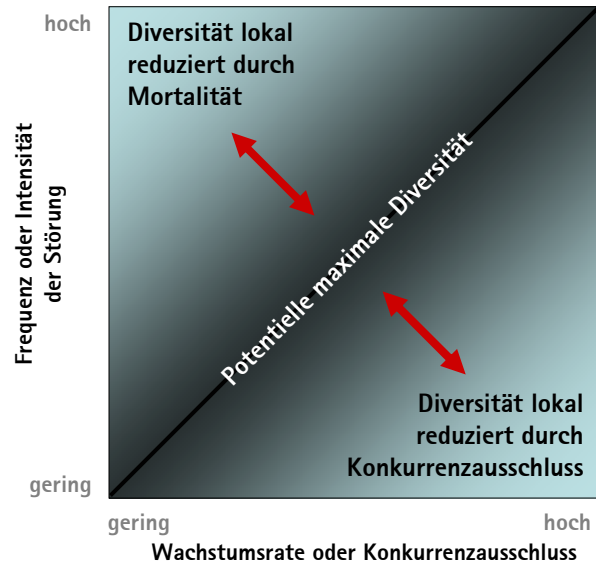 hoch
Diversität lokal
reduziert durch
Mortalität
Frequenz oder Intensität
der Störung
Potentielle maximale Diversität
Diversität lokal
reduziert durch
Konkurrenzausschluss
gering
gering
hoch
Wachstumsrate oder Konkurrenzausschluss